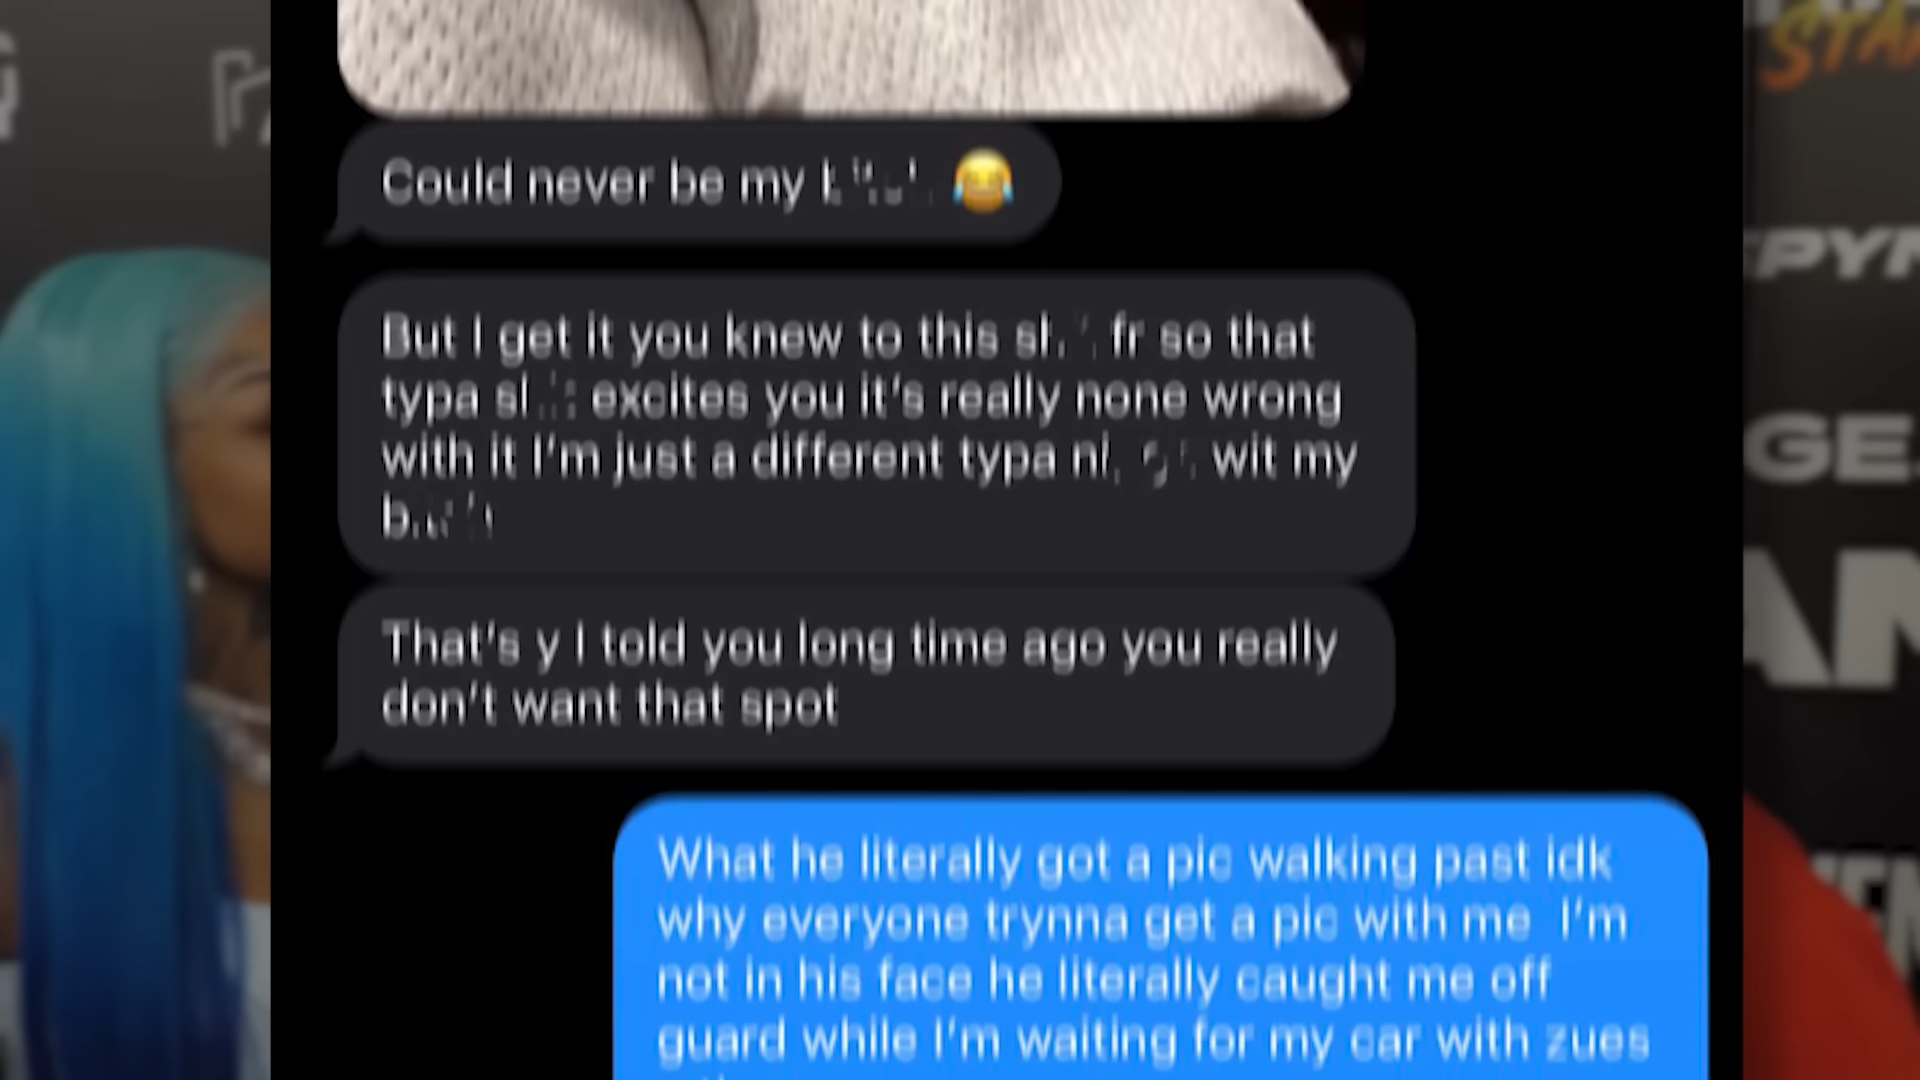 Could never be my 😂
But I get it you knew to this fr so that
typa excites you it's really none wrong
with it I'm just a different typa wit my
That's y I told you long time ago you really
don't want that spot
What he literally got a pic walking past idk
why everyone trynna get a pic with me I'm
not in his face he literally caught me off
guard while I'm waiting for my car with zues
STAR
GE
AN